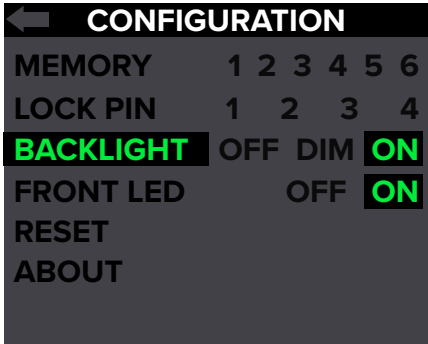 CONFIGURATION
MEMORY 1 2 3 4 5 6
LOCK PIN 1 2 3 4
BACKLIGHT OFF DIM ON
FRONT LED OFF ON
RESET
ABOUT